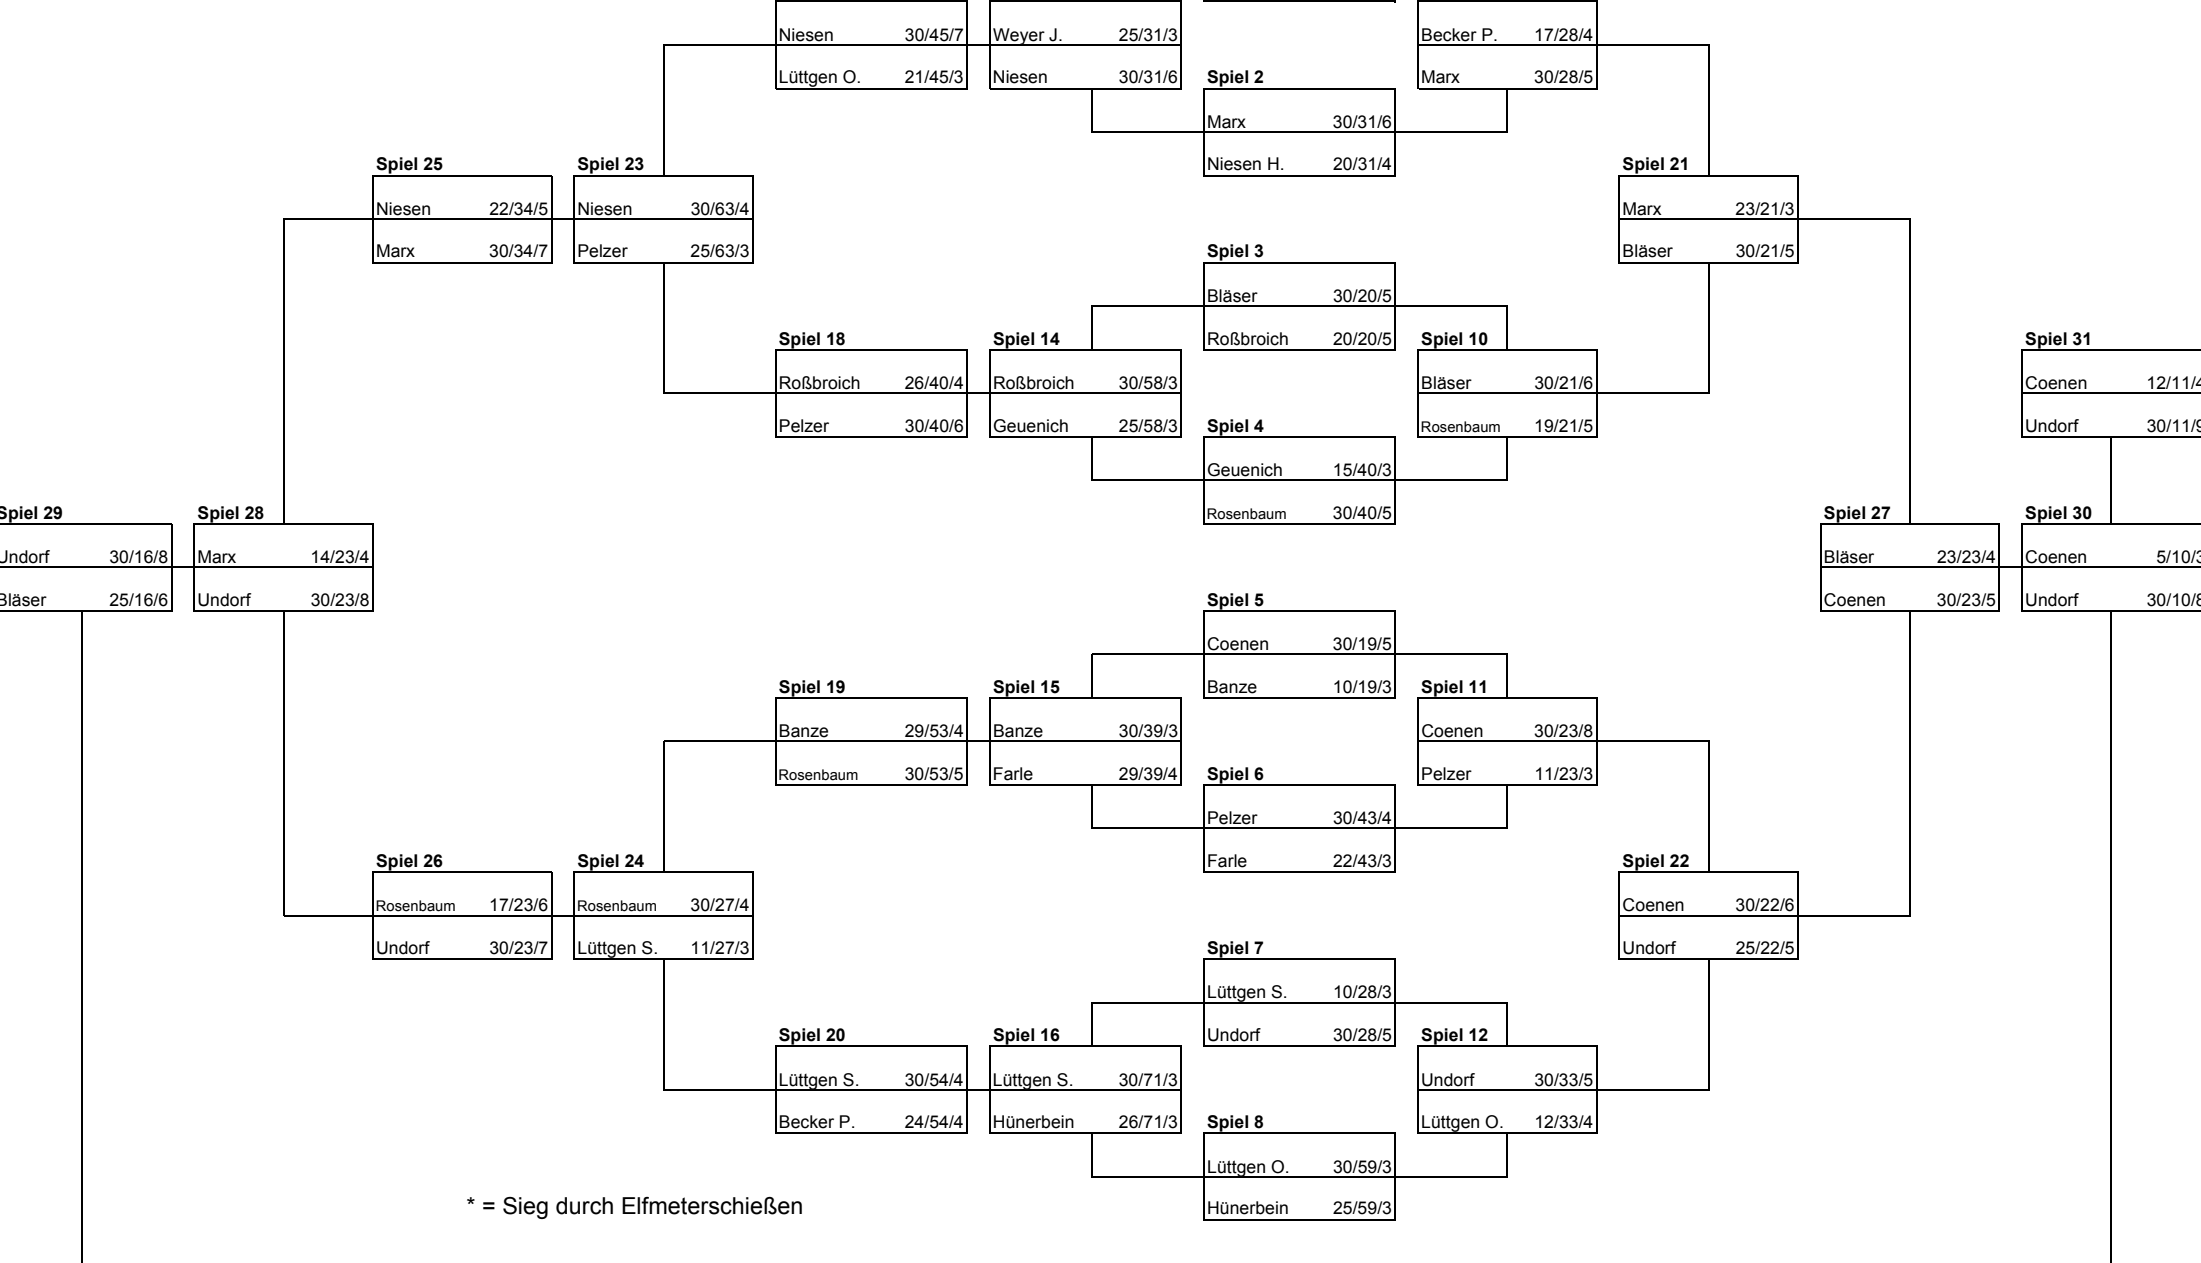 Niesen 30/45/7
Lüttgen O. 21/45/3
Weyer J. 25/31/3
Niesen 30/31/6
Becker P. 17/28/4
Marx 30/28/5
Spiel 2
Marx 30/31/6
Niesen H. 20/31/4
Spiel 25
Niesen 22/34/5
Marx 30/34/7
Spiel 23
Niesen 30/63/4
Pelzer 25/63/3
Spiel 21
Marx 23/21/3
Bläser 30/21/5
Spiel 3
Bläser 30/20/5
Roßbroich 20/20/5
Spiel 18
Roßbroich 26/40/4
Pelzer 30/40/6
Spiel 14
Roßbroich 30/58/3
Geuenich 25/58/3
Spiel 10
Bläser 30/21/6
Rosenbaum 19/21/5
Spiel 31
Coenen 12/11/4
Undorf 30/11/9
Spiel 4
Geuenich 15/40/3
Rosenbaum 30/40/5
Spiel 29
Undorf 30/16/8
Bläser 25/16/6
Spiel 28
Marx 14/23/4
Undorf 30/23/8
Spiel 27
Bläser 23/23/4
Coenen 30/23/5
Spiel 30
Coenen 5/10/3
Undorf 30/10/8
Spiel 5
Coenen 30/19/5
Banze 10/19/3
Spiel 19
Banze 29/53/4
Rosenbaum 30/53/5
Spiel 15
Banze 30/39/3
Farle 29/39/4
Spiel 11
Coenen 30/23/8
Pelzer 11/23/3
Spiel 6
Pelzer 30/43/4
Farle 22/43/3
Spiel 26
Rosenbaum 17/23/6
Undorf 30/23/7
Spiel 24
Rosenbaum 30/27/4
Lüttgen S. 11/27/3
Spiel 22
Coenen 30/22/6
Undorf 25/22/5
Spiel 7
Lüttgen S. 10/28/3
Undorf 30/28/5
Spiel 20
Lüttgen S. 30/54/4
Becker P. 24/54/4
Spiel 16
Lüttgen S. 30/71/3
Hünerbein 26/71/3
Spiel 12
Undorf 30/33/5
Lüttgen O. 12/33/4
Spiel 8
Lüttgen O. 30/59/3
Hünerbein 25/59/3
* = Sieg durch Elfmeterschießen